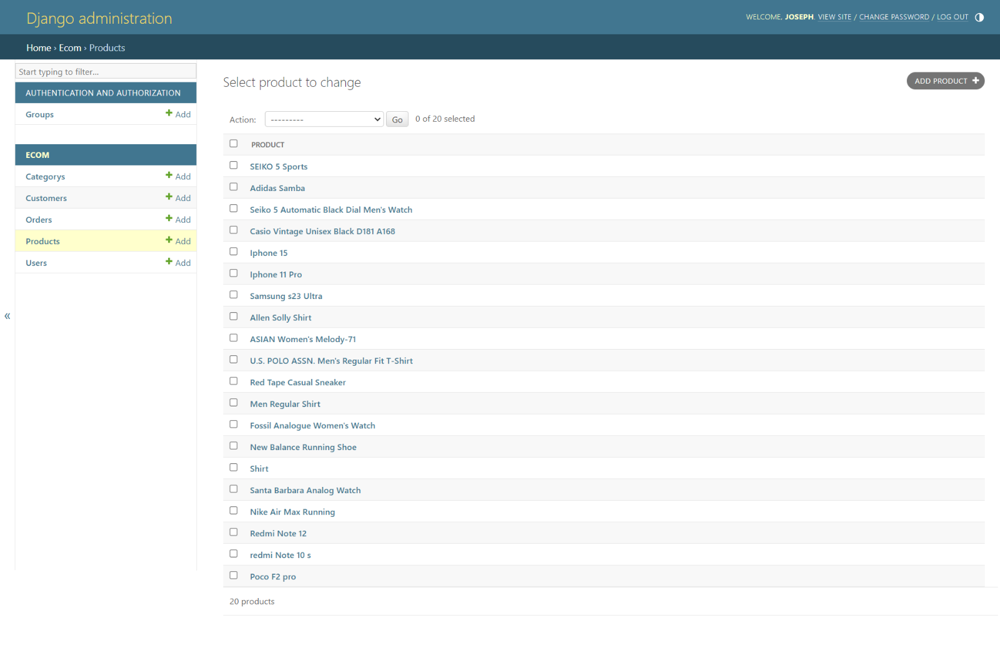 Django administration
WELCOME, JOSEPH. VIEW SITE / CHANGE PASSWORD / LOG OUT
Home › Ecom › Products
Start typing to filter...
AUTHENTICATION AND AUTHORIZATION
Groups Add
ECOM
Categorys Add
Customers Add
Orders Add
Products Add
Users Add
«
Select product to change
ADD PRODUCT
Action: --------- Go 0 of 20 selected
PRODUCT
SEIKO 5 Sports
Adidas Samba
Seiko 5 Automatic Black Dial Men's Watch
Casio Vintage Unisex Black D181 A168
Iphone 15
Iphone 11 Pro
Samsung s23 Ultra
Allen Solly Shirt
ASIAN Women's Melody-71
U.S. POLO ASSN. Men's Regular Fit T-Shirt
Red Tape Casual Sneaker
Men Regular Shirt
Fossil Analogue Women's Watch
New Balance Running Shoe
Shirt
Santa Barbara Analog Watch
Nike Air Max Running
Redmi Note 12
redmi Note 10 s
Poco F2 pro
20 products